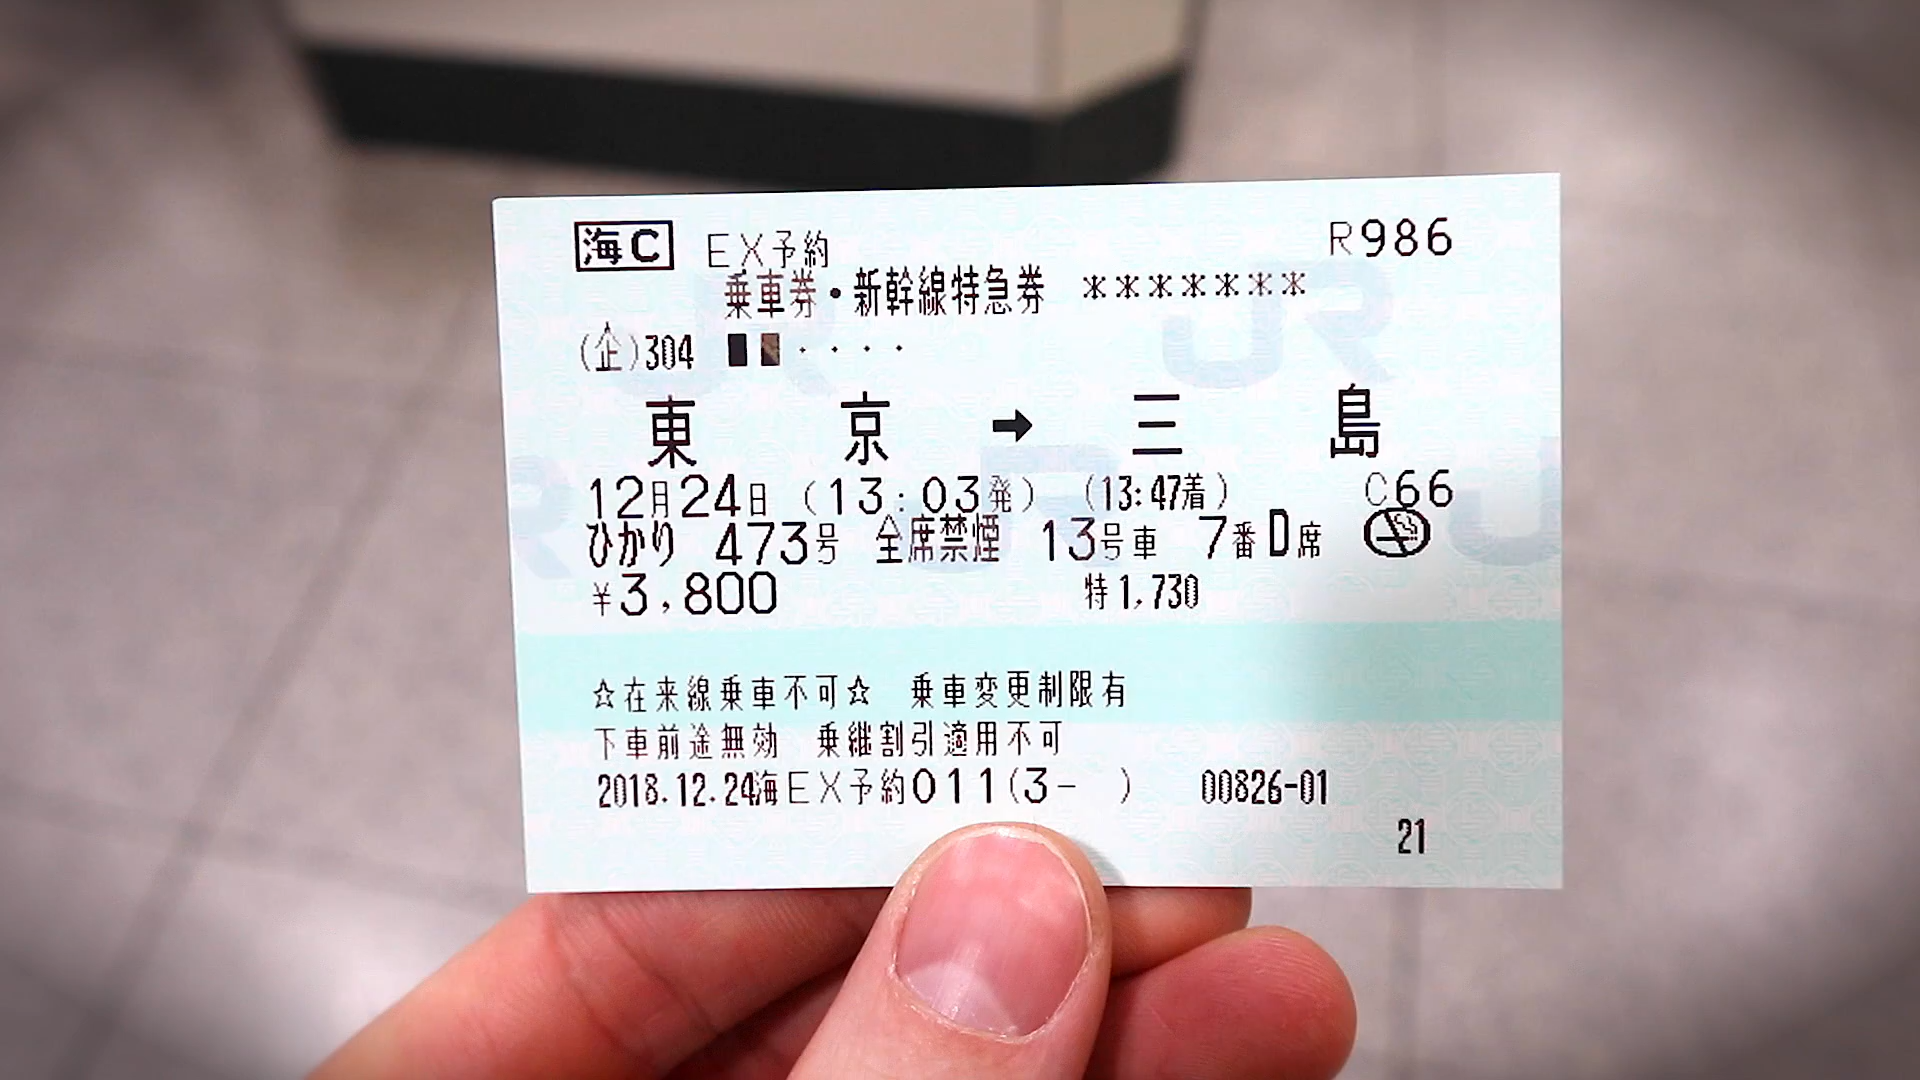 海C EX予約 R986
乗車券・新幹線特急券 *******
(企)304 ■■・・・・
東京→三島
12月24日 (13:03発) (13:47着) C66
ひかり 473号 全席禁煙 13号車 7番D席
¥3,800 特1,730
☆在来線乗車不可☆ 乗車変更制限有
下車前途無効 乗継割引適用不可
2018.12.24海EX予約011(3- ) 00826-01
21